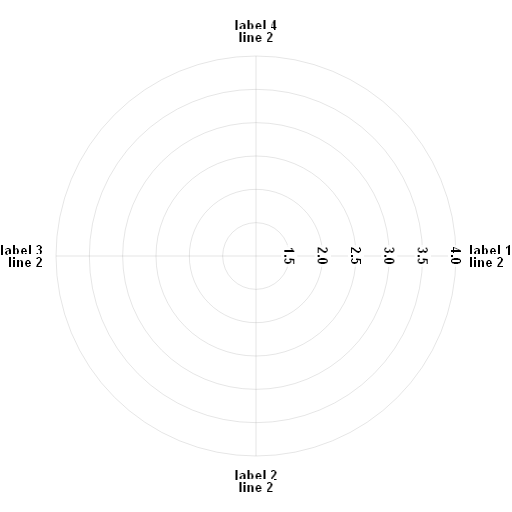 label 4
line 2
label 3
line 2
1.5
2.0
2.5
3.0
3.5
4.0
label 1
line 2
label 2
line 2